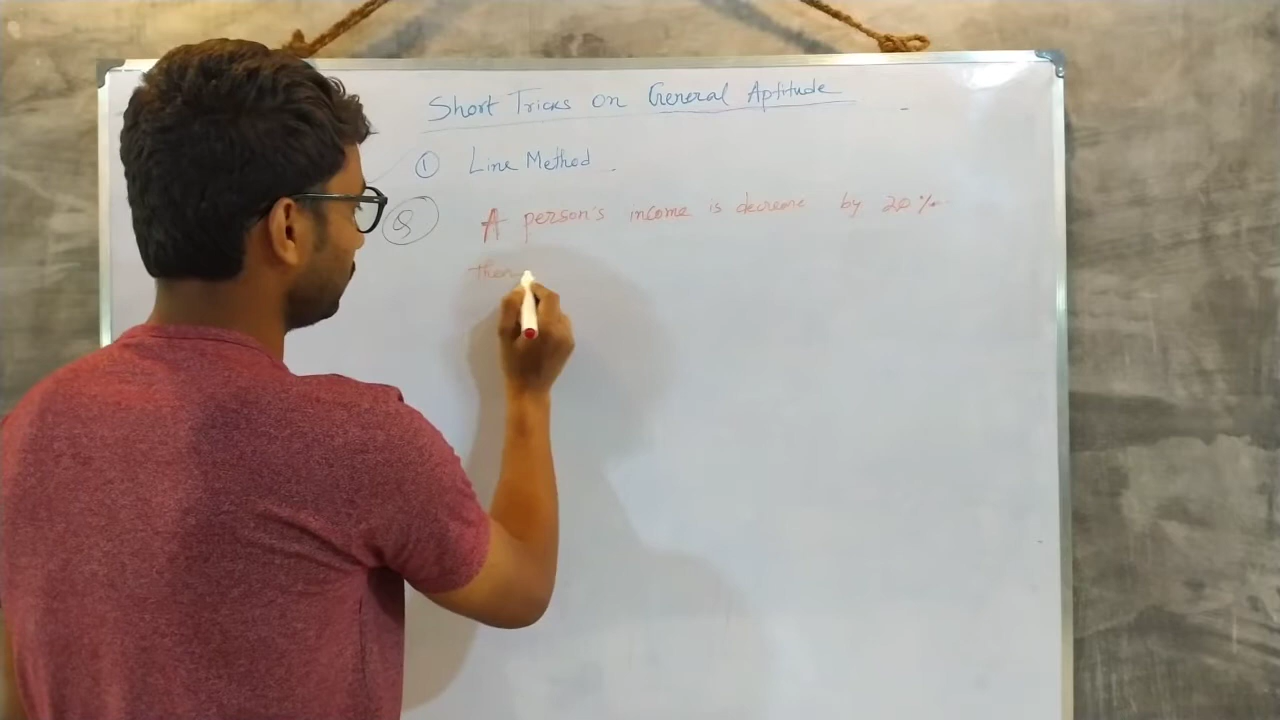 Short Tricks on General Aptitude
① Line Method
Q A person's income is decrease by 20%
then